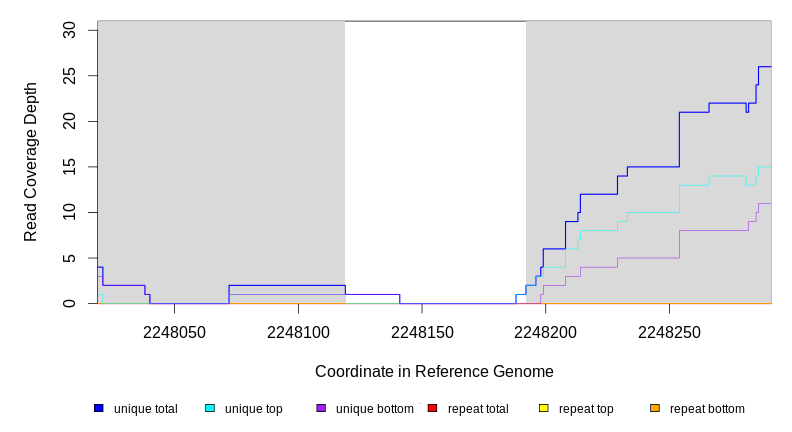 30
25
20
15
10
5
0
Read Coverage Depth
2248050 2248100 2248150 2248200 2248250
Coordinate in Reference Genome
unique total unique top unique bottom repeat total repeat top repeat bottom